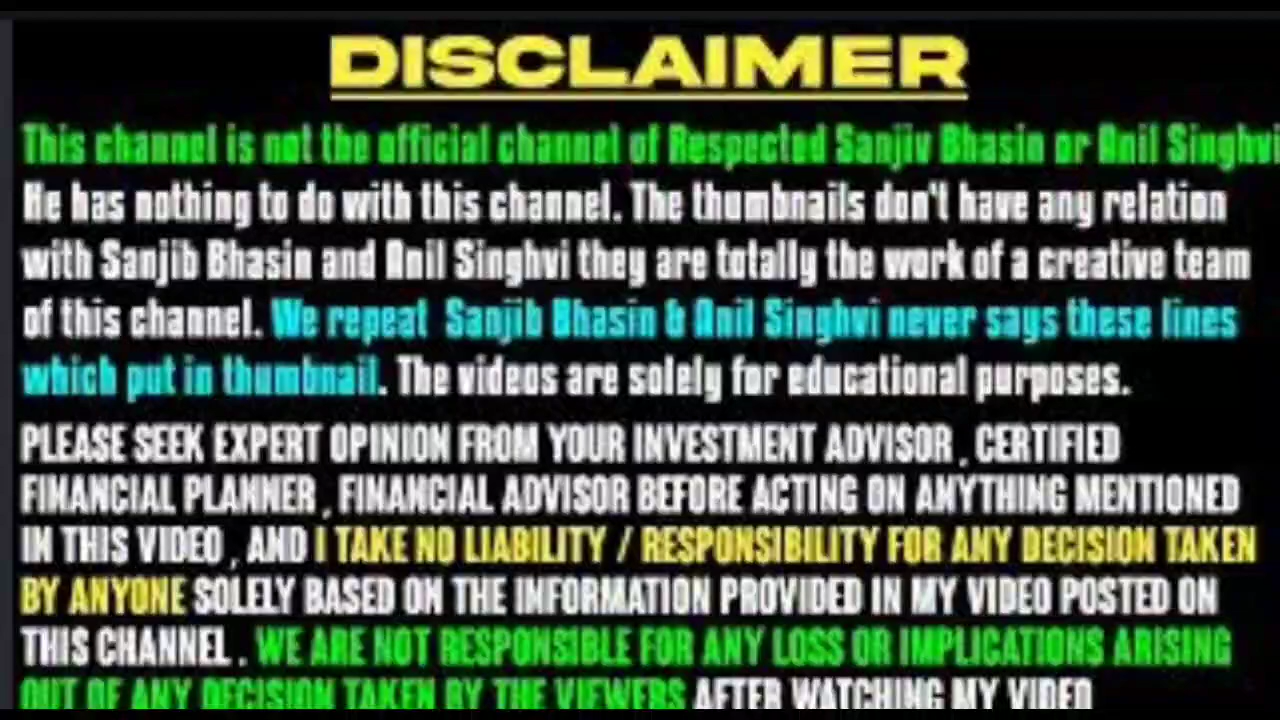 DISCLAIMER
This channel is not the official channel of Respected Sanjiv Bhasin or Anil Singhvi
He has nothing to do with this channel. The thumbnails don't have any relation
with Sanjib Bhasin and Anil Singhvi they are totally the work of a creative team
of this channel. We repeat Sanjib Bhasin & Anil Singhvi never says these lines
which put in thumbnail. The videos are solely for educational purposes.
PLEASE SEEK EXPERT OPINION FROM YOUR INVESTMENT ADVISOR , CERTIFIED
FINANCIAL PLANNER , FINANCIAL ADVISOR BEFORE ACTING ON ANYTHING MENTIONED
IN THIS VIDEO , AND I TAKE NO LIABILITY / RESPONSIBILITY FOR ANY DECISION TAKEN
BY ANYONE SOLELY BASED ON THE INFORMATION PROVIDED IN MY VIDEO POSTED ON
THIS CHANNEL . WE ARE NOT RESPONSIBLE FOR ANY LOSS OR IMPLICATIONS ARISING
OUT OF ANY DECISION TAKEN BY THE VIEWERS AFTER WATCHING MY VIDEO